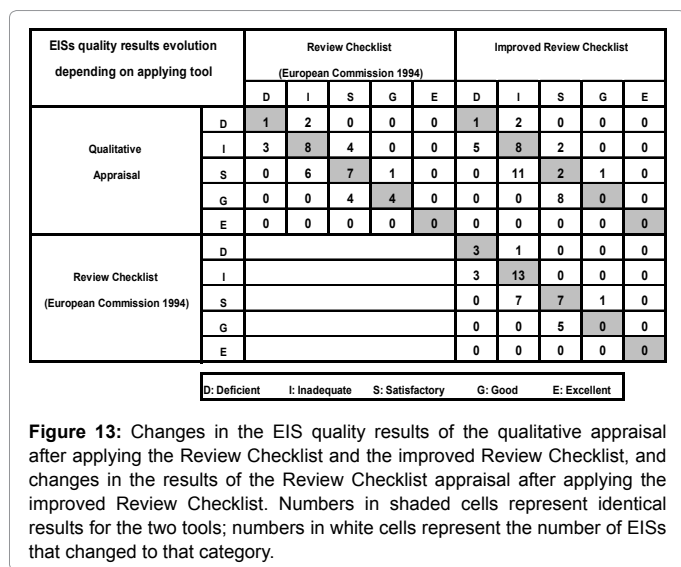 EISs quality results evolution depending on applying tool Review Checklist (European Commission 1994) Improved Review Checklist
D I S G E D I S G E
Qualitative Appraisal
D 1 2 0 0 0 1 2 0 0 0
I 3 8 4 0 0 5 8 2 0 0
S 0 6 7 1 0 0 11 2 1 0
G 0 0 4 4 0 0 0 8 0 0
E 0 0 0 0 0 0 0 0 0 0
Review Checklist (European Commission 1994)
D 3 1 0 0 0
I 3 13 0 0 0
S 0 7 7 1 0
G 0 0 5 0 0
E 0 0 0 0 0
D: Deficient I: Inadequate S: Satisfactory G: Good E: Excellent
Figure 13: Changes in the EIS quality results of the qualitative appraisal
after applying the Review Checklist and the improved Review Checklist, and
changes in the results of the Review Checklist appraisal after applying the
improved Review Checklist. Numbers in shaded cells represent identical
results for the two tools; numbers in white cells represent the number of EISs
that changed to that category.